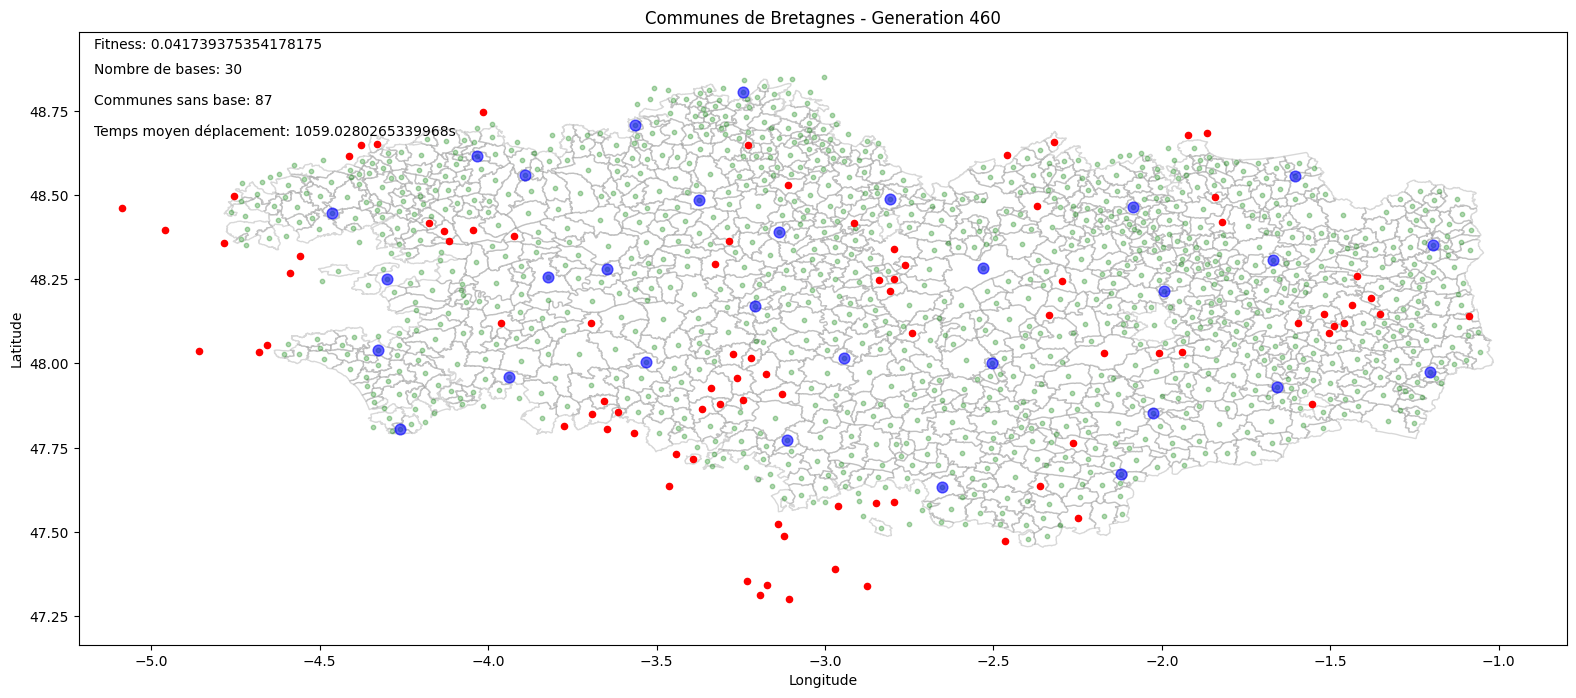 Communes de Bretagnes - Generation 460
Fitness: 0.041739375354178175
Nombre de bases: 30
Communes sans base: 87
Temps moyen déplacement: 1059.0280265339968s
48.75
48.50
48.25
48.00
47.75
47.50
47.25
Latitude
−5.0 −4.5 −4.0 −3.5 −3.0 −2.5 −2.0 −1.5 −1.0
Longitude